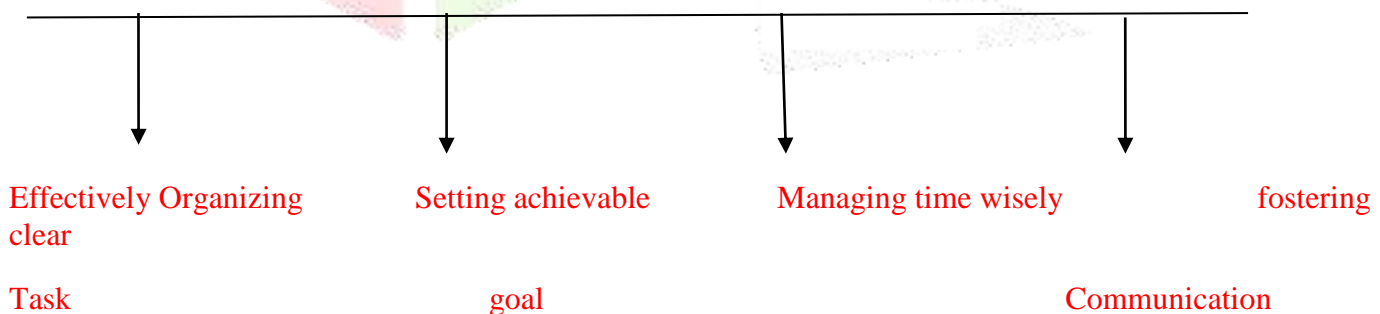 Effectively Organizing Setting achievable Managing time wisely fostering
clear
Task goal Communication